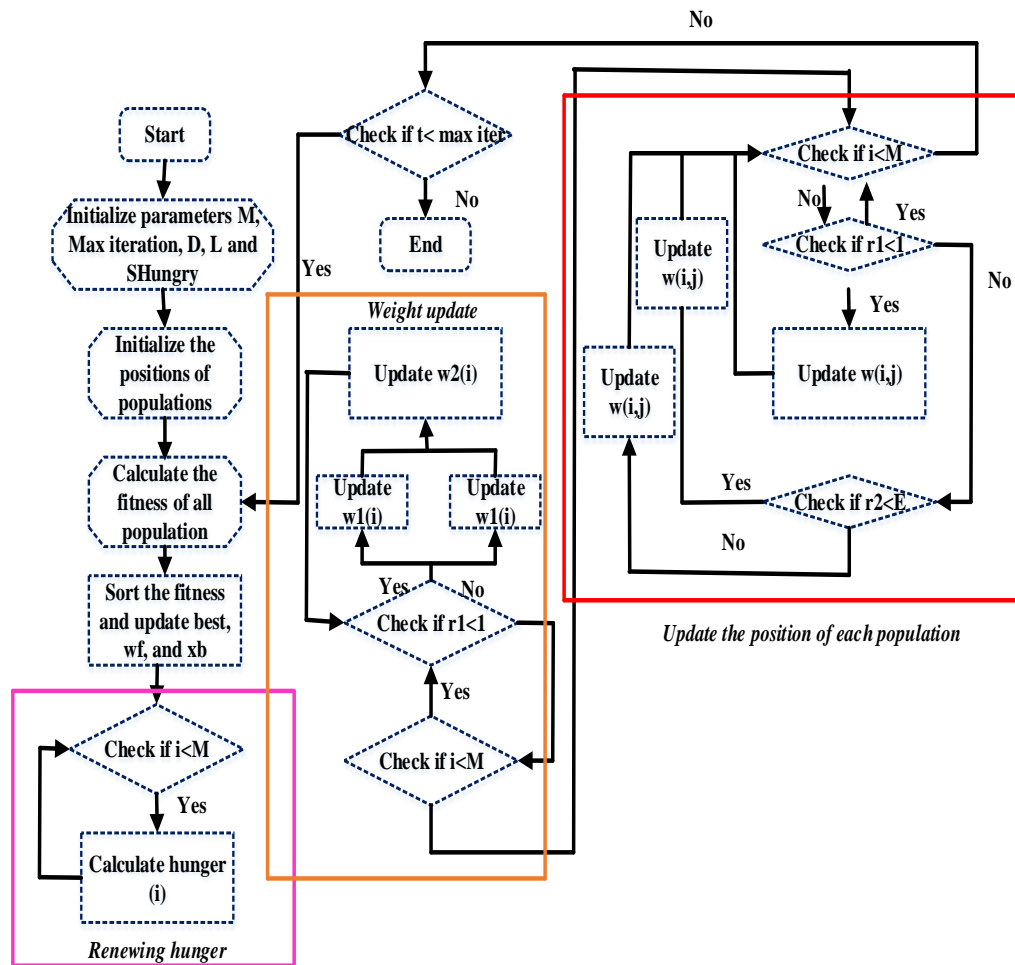 Start
Initialize parameters M,
Max iteration, D, L and
SHungry
Initialize the
positions of
populations
Calculate the
fitness of all
population
Sort the fitness
and update best,
wf, and xb
Check if i<M
Yes
Calculate hunger
(i)
Renewing hunger
No
Check if t< max iter
No
End
Yes
Weight update
Update w2(i)
Update
w1(i)
Update
w1(i)
Yes
No
Check if r1<1
Yes
Check if i<M
Check if i<M
No
Yes
Check if r1<1
No
Yes
Update
w(i,j)
Update w(i,j)
Update
w(i,j)
Yes
Check if r2<E
No
Update the position of each population